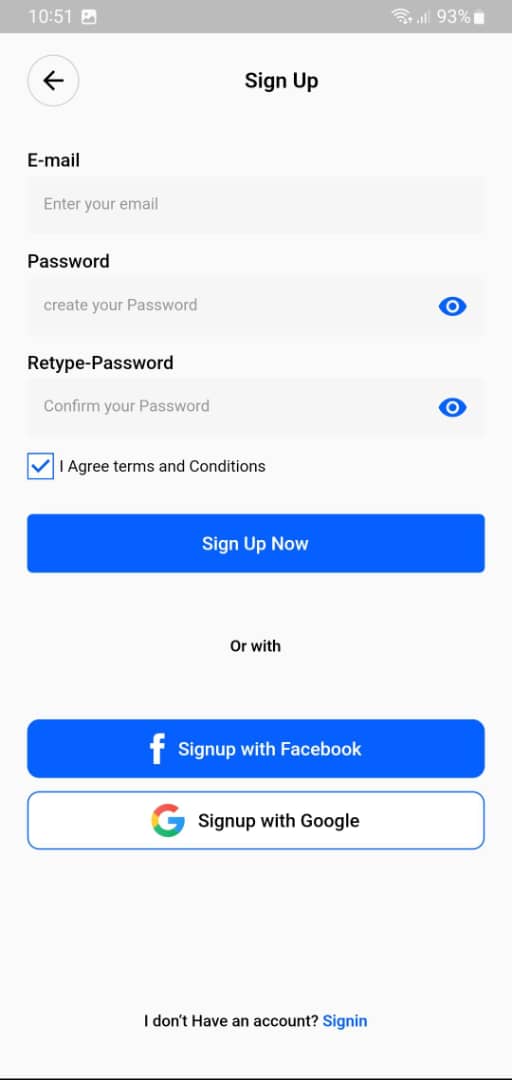 10:51 93%
Sign Up
E-mail
Enter your email
Password
create your Password
Retype-Password
Confirm your Password
I Agree terms and Conditions
Sign Up Now
Or with
Signup with Facebook
Signup with Google
I don't Have an account? Signin